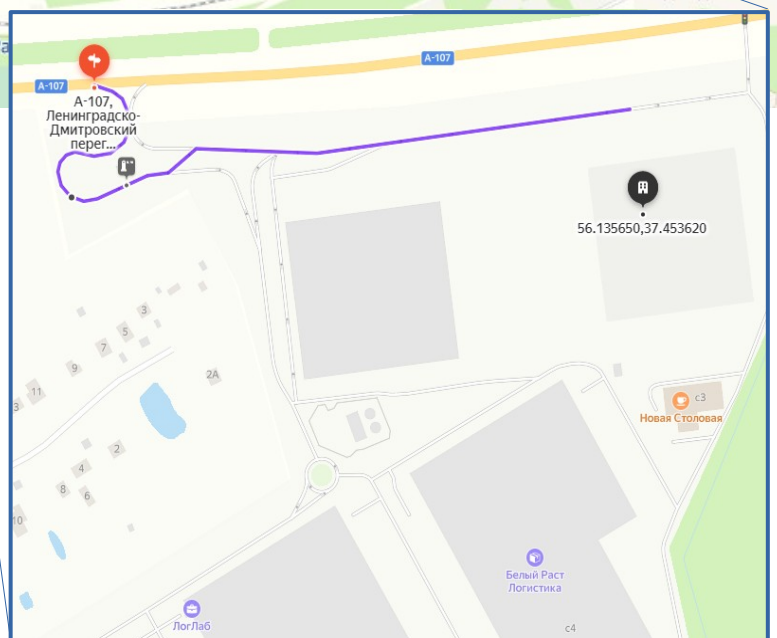 А-107
А-107
А-107,
Ленинградско-
Дмитровский
перег...
56.135650,37.453620
3
5
7
9
11
3
2А
2
4
8
6
10
с3
Новая Столовая
Белый Раст
Логистика
с4
ЛогЛаб